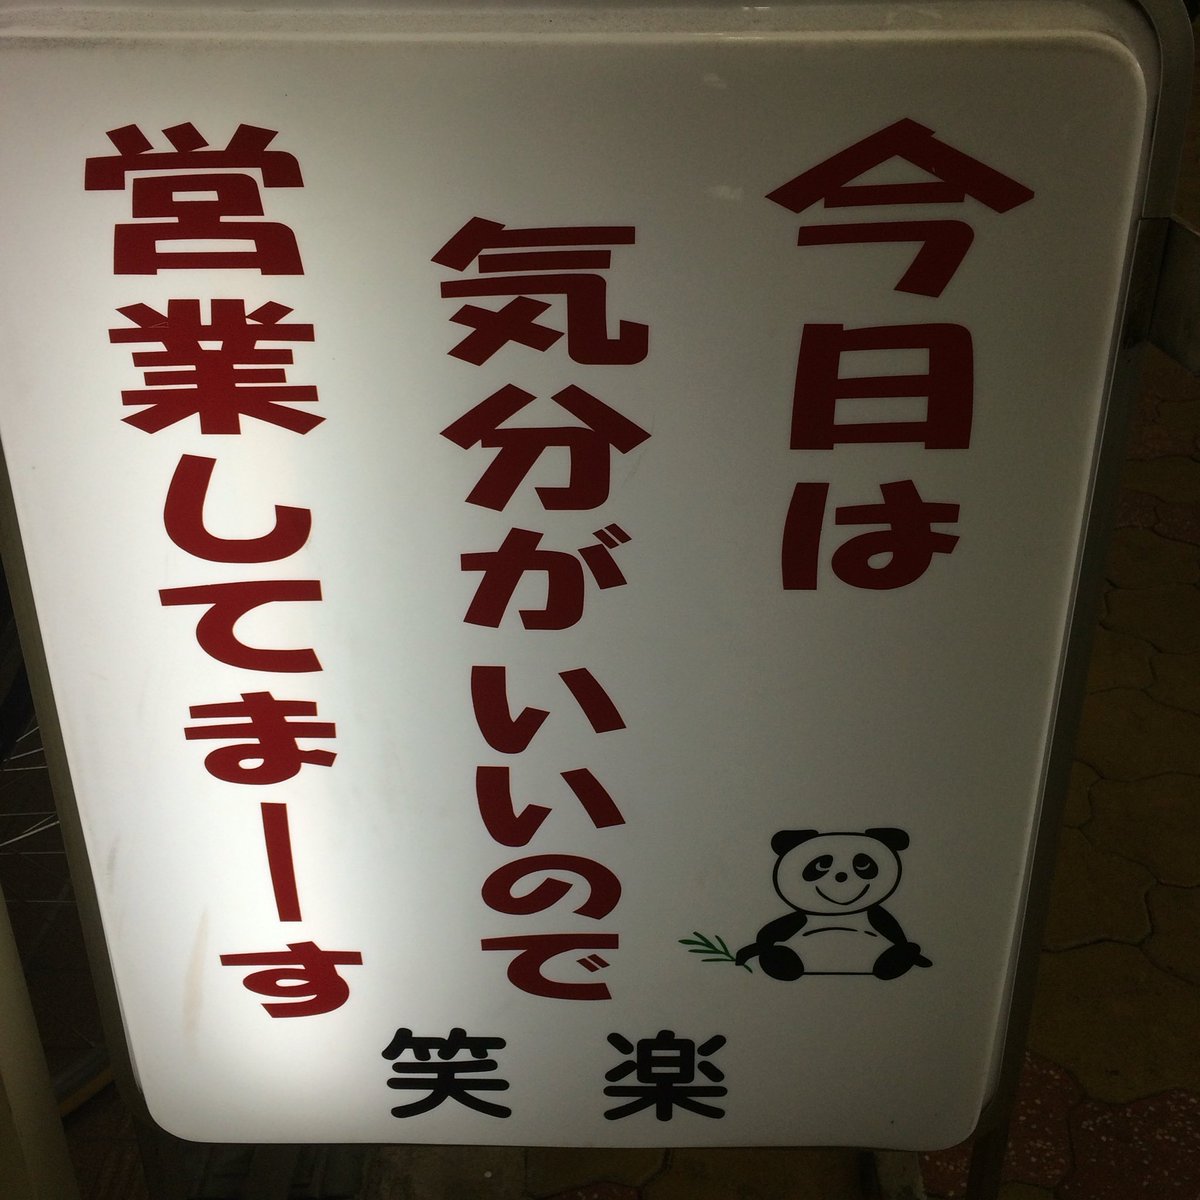 今日は
気分がいいので
営業してまーす
笑楽